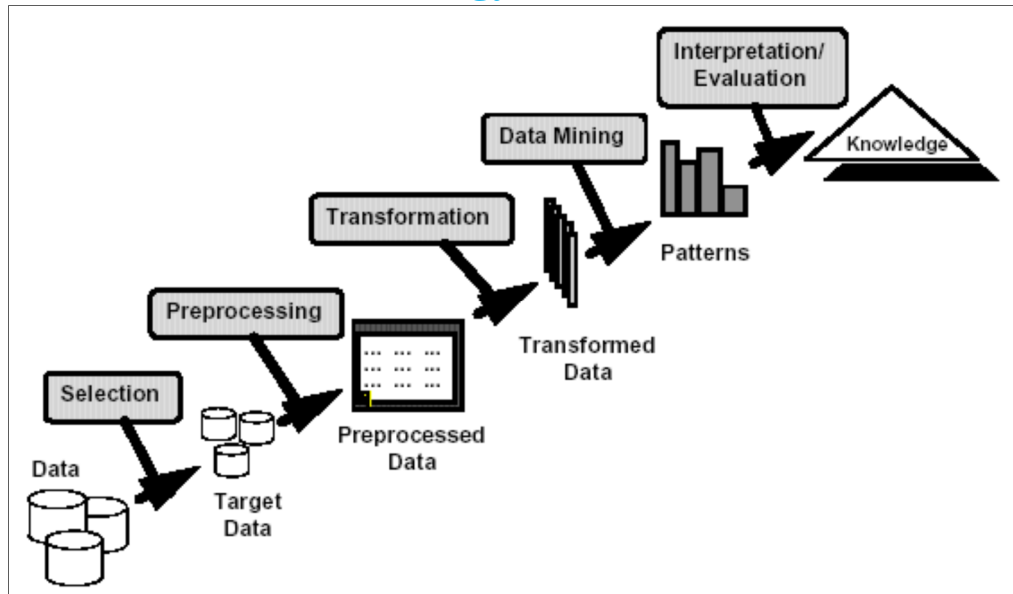 Interpretation/
Evaluation
Data Mining
Knowledge
Transformation
Patterns
Preprocessing
Transformed
Data
Selection
Preprocessed
Data
Data
Target
Data